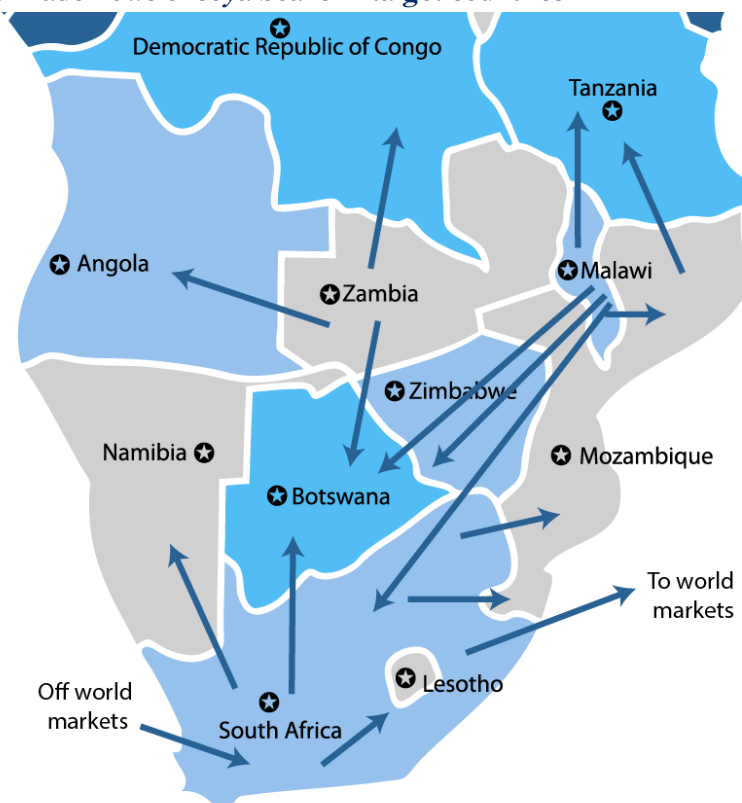 Democratic Republic of Congo
Tanzania
Angola
Malawi
Zambia
Zimbabwe
Namibia
Mozambique
Botswana
To world
markets
Off world
markets
Lesotho
South Africa